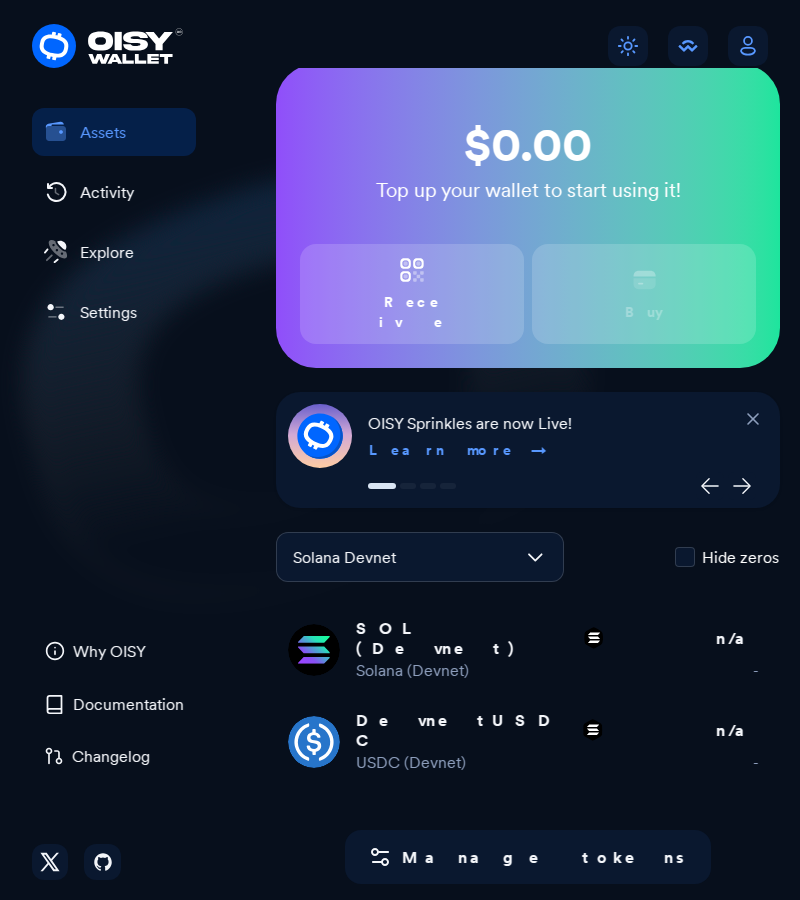 OISY
WALLET
$0.00
Top up your wallet to start using it!
Receive
Buy
Assets
Activity
Explore
Settings
OISY Sprinkles are now Live!
Learn more →
Solana Devnet
Hide zeros
SOL
(Devnet)
n/a
Solana (Devnet)
-
DevnetUSD
C
n/a
USDC (Devnet)
-
Why OISY
Documentation
Changelog
Manage tokens